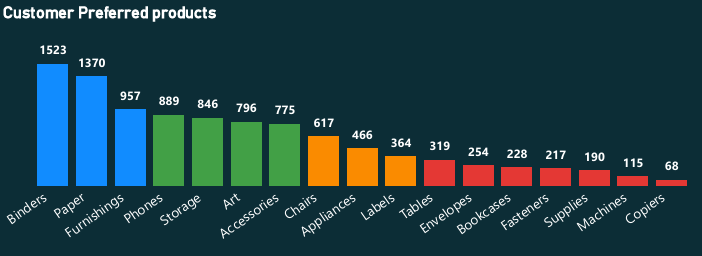 Customer Preferred products
1523
1370
957
889
846
796
775
617
466
364
319
254
228
217
190
115
68
Binders
Paper
Furnishings
Phones
Storage
Art
Accessories
Chairs
Appliances
Labels
Tables
Envelopes
Bookcases
Fasteners
Supplies
Machines
Copiers